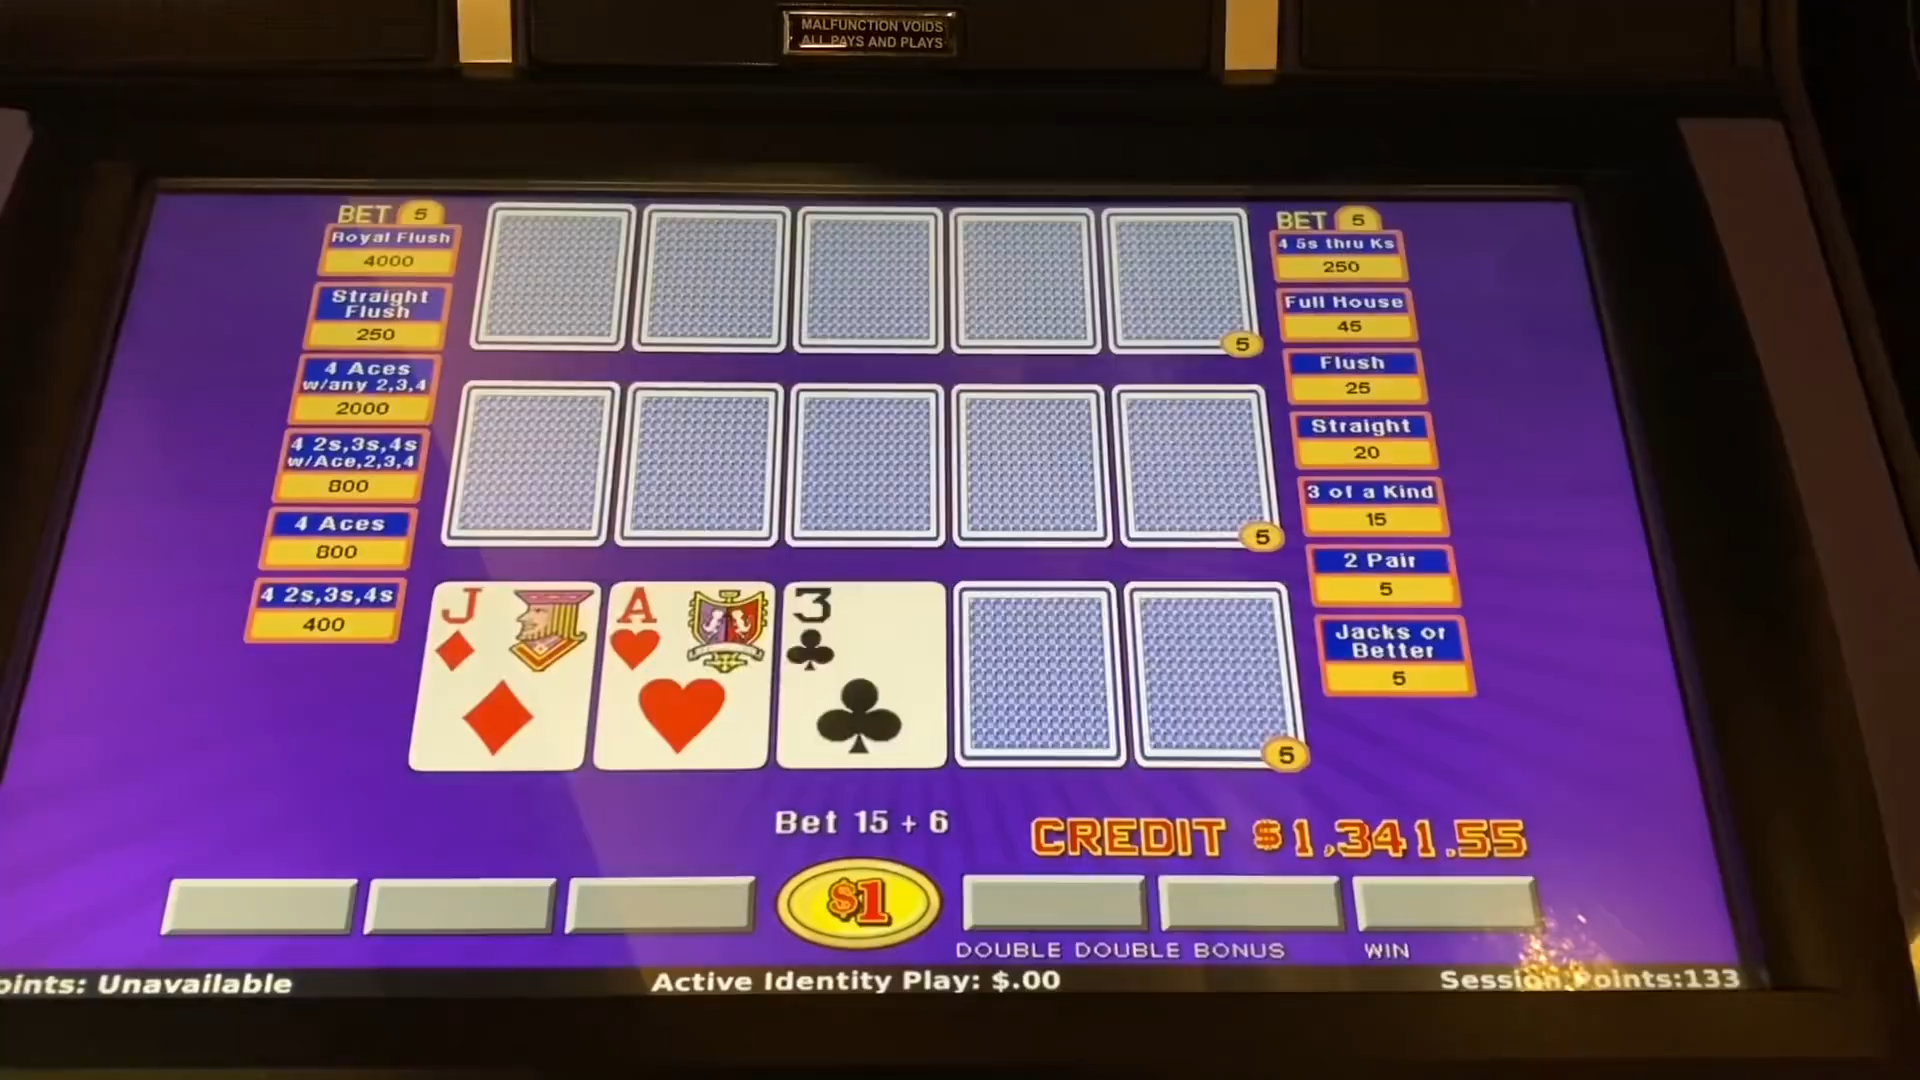 MALFUNCTION VOIDS
ALL PAYS AND PLAYS
BET 5
Royal Flush
4000
Straight
Flush
250
4 Aces
w/any 2,3,4
2000
4 2s,3s,4s
w/Ace,2,3,4
800
4 Aces
800
4 2s,3s,4s
400
BET 5
4 5s thru Ks
250
Full House
45
Flush
25
Straight
20
3 of a Kind
15
2 Pair
5
Jacks or
Better
5
5
5
J
A
3
5
Bet 15 + 6
CREDIT $1,341.55
$1
DOUBLE DOUBLE BONUS
WIN
oints: Unavailable
Active Identity Play: $.00
Session Points:133